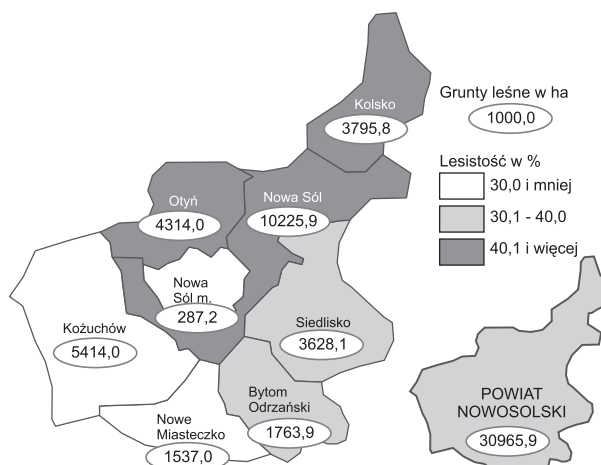 Kolsko
3795,8
Grunty leśne w ha
1000,0
Lesistość w %
30,0 i mniej
30,1 - 40,0
40,1 i więcej
Otyń
4314,0
Nowa Sól
10225,9
Nowa
Sól m.
287,2
Kożuchów
5414,0
Siedlisko
3628,1
Bytom
Odrzański
1763,9
Nowe
Miasteczko
1537,0
POWIAT
NOWOSOLSKI
30965,9